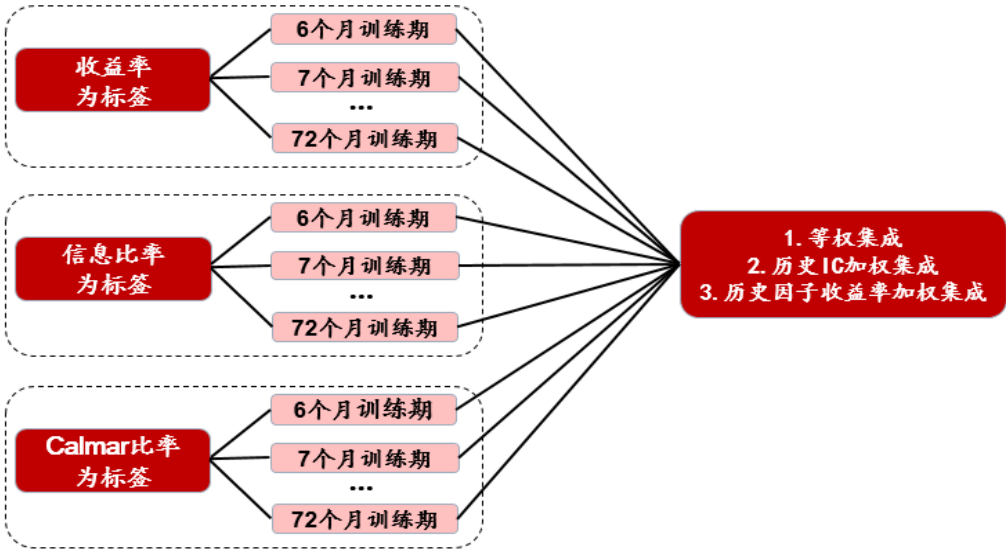 收益率
为标签
6个月训练期
7个月训练期
...
72个月训练期
信息比率
为标签
6个月训练期
7个月训练期
...
72个月训练期
Calmar比率
为标签
6个月训练期
7个月训练期
...
72个月训练期
1. 等权集成
2. 历史IC加权集成
3. 历史因子收益率加权集成